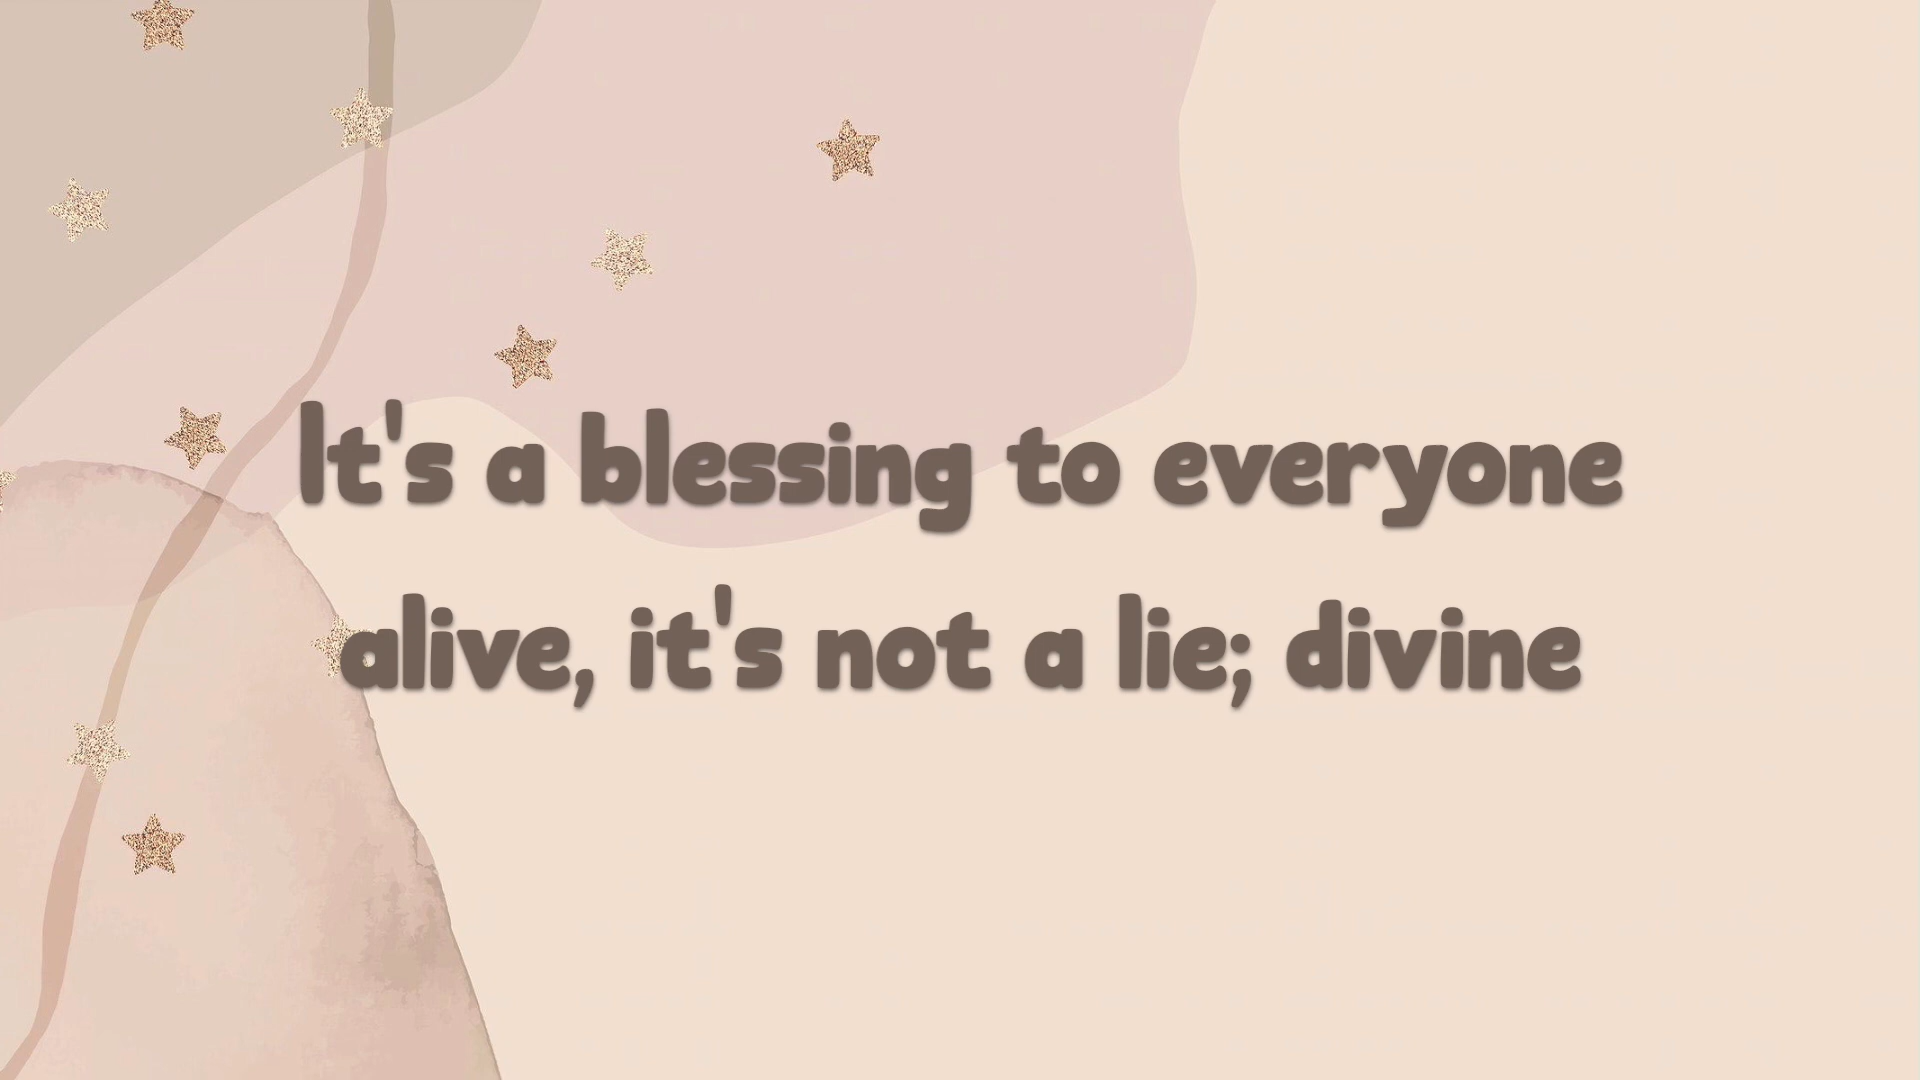 It's a blessing to everyone
alive, it's not a lie; divine